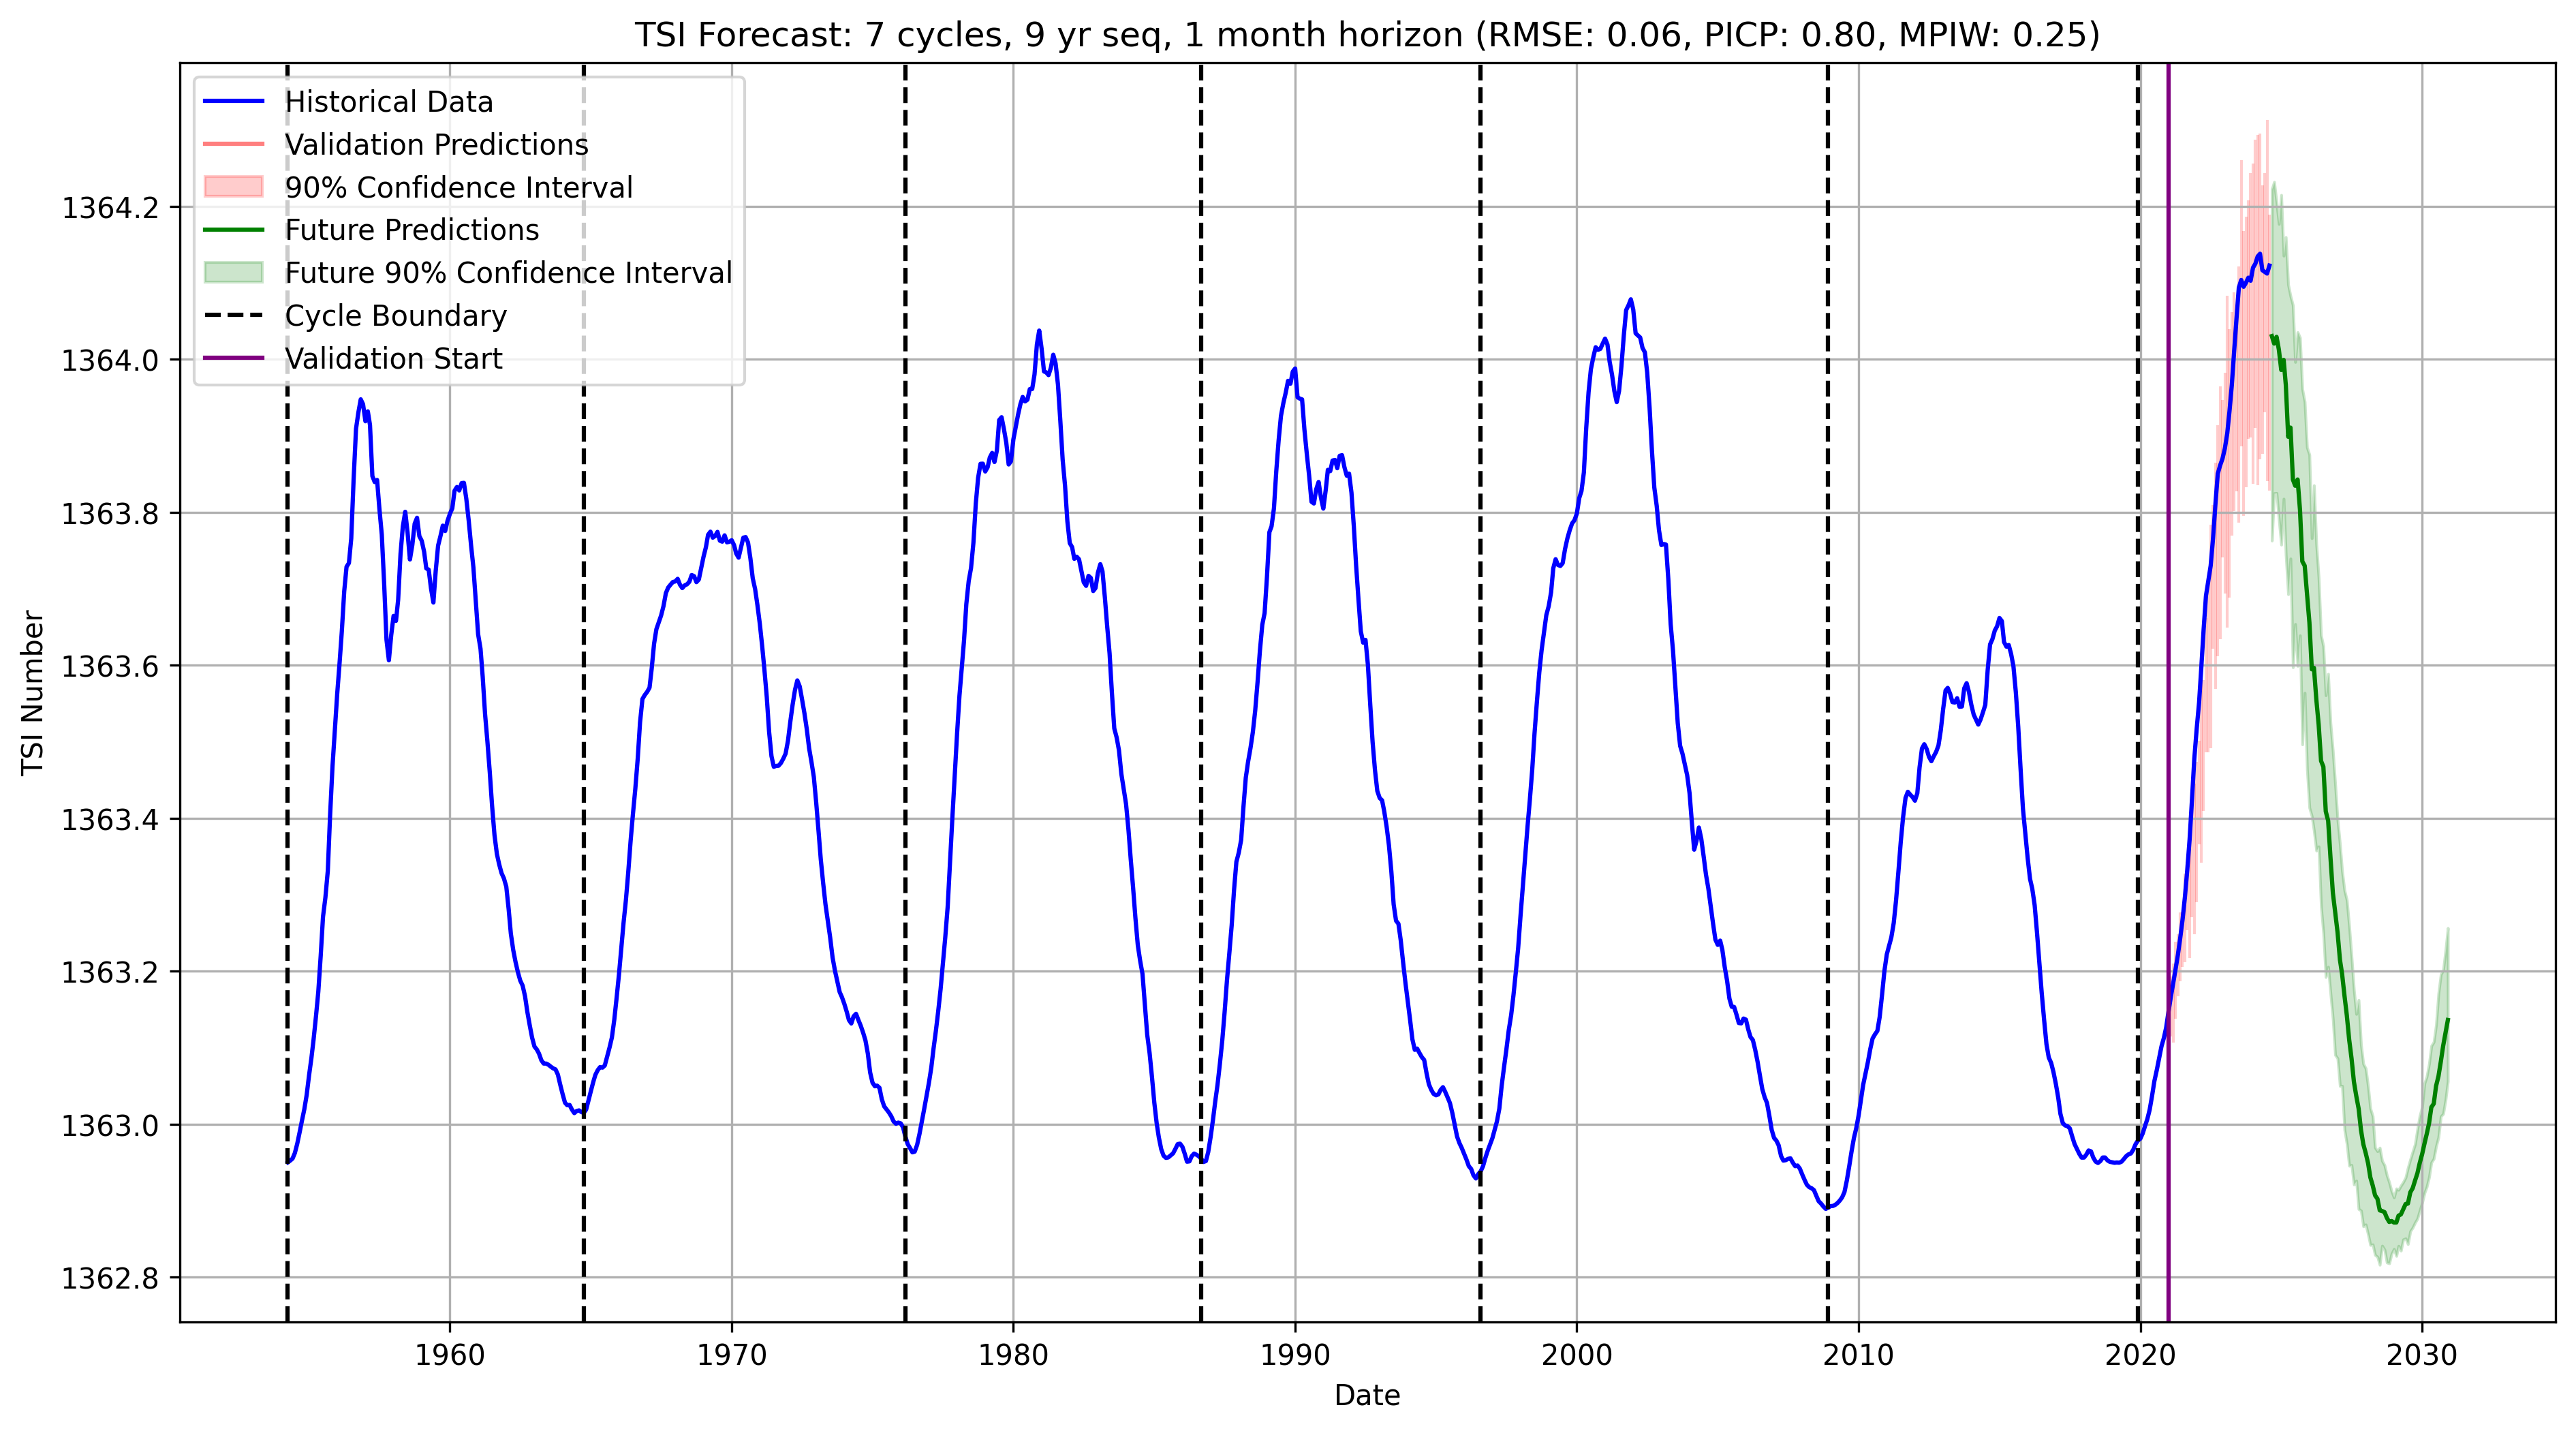 TSI Forecast: 7 cycles, 9 yr seq, 1 month horizon (RMSE: 0.06, PICP: 0.80, MPIW: 0.25)
Historical Data
Validation Predictions
90% Confidence Interval
Future Predictions
Future 90% Confidence Interval
Cycle Boundary
Validation Start
TSI Number
1364.2
1364.0
1363.8
1363.6
1363.4
1363.2
1363.0
1362.8
1960 1970 1980 1990 2000 2010 2020 2030
Date